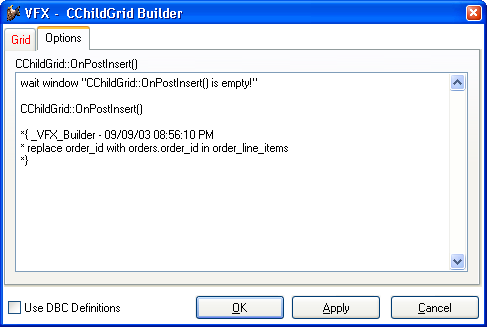 VFX -  CChildGrid Builder
Grid
Options
CChildGrid::OnPostInsert()
wait window "CChildGrid::OnPostInsert() is empty!"
CChildGrid::OnPostInsert()
*{ _VFX_Builder - 09/09/03 08:56:10 PM
* replace order_id with orders.order_id in order_line_items
*}
Use DBC Definitions
OK
Apply
Cancel